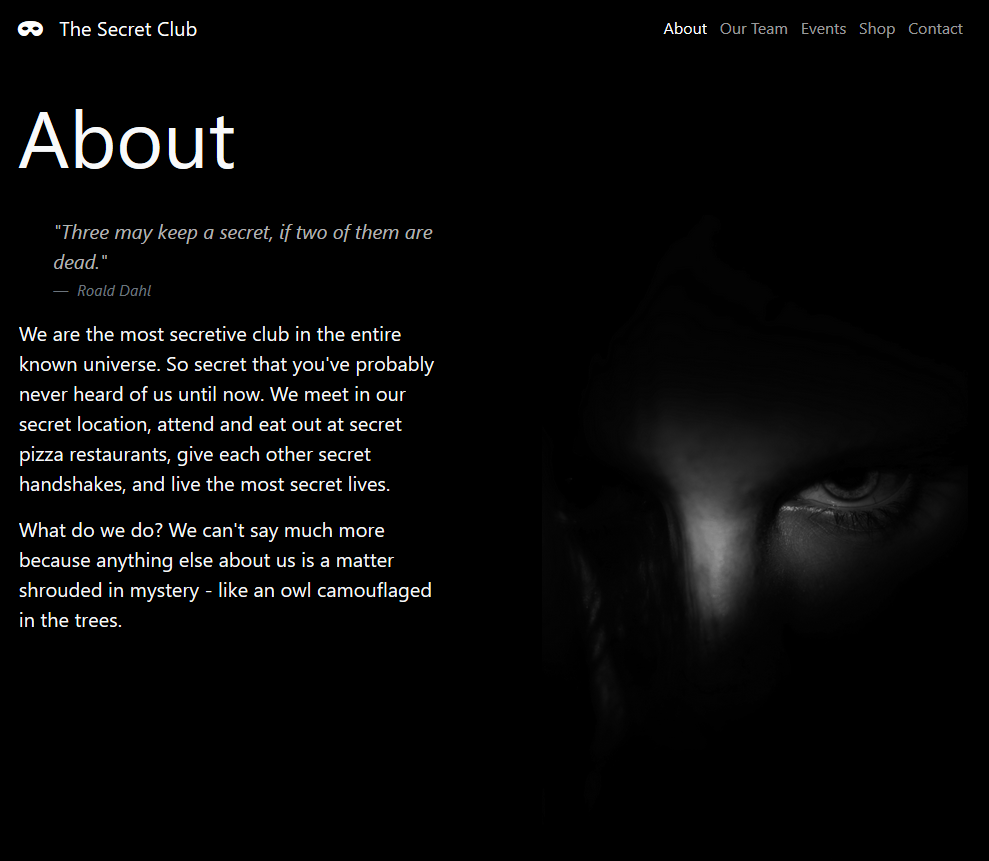 The Secret Club
About Our Team Events Shop Contact
About
"Three may keep a secret, if two of them are
dead."
— Roald Dahl
We are the most secretive club in the entire
known universe. So secret that you've probably
never heard of us until now. We meet in our
secret location, attend and eat out at secret
pizza restaurants, give each other secret
handshakes, and live the most secret lives.
What do we do? We can't say much more
because anything else about us is a matter
shrouded in mystery - like an owl camouflaged
in the trees.